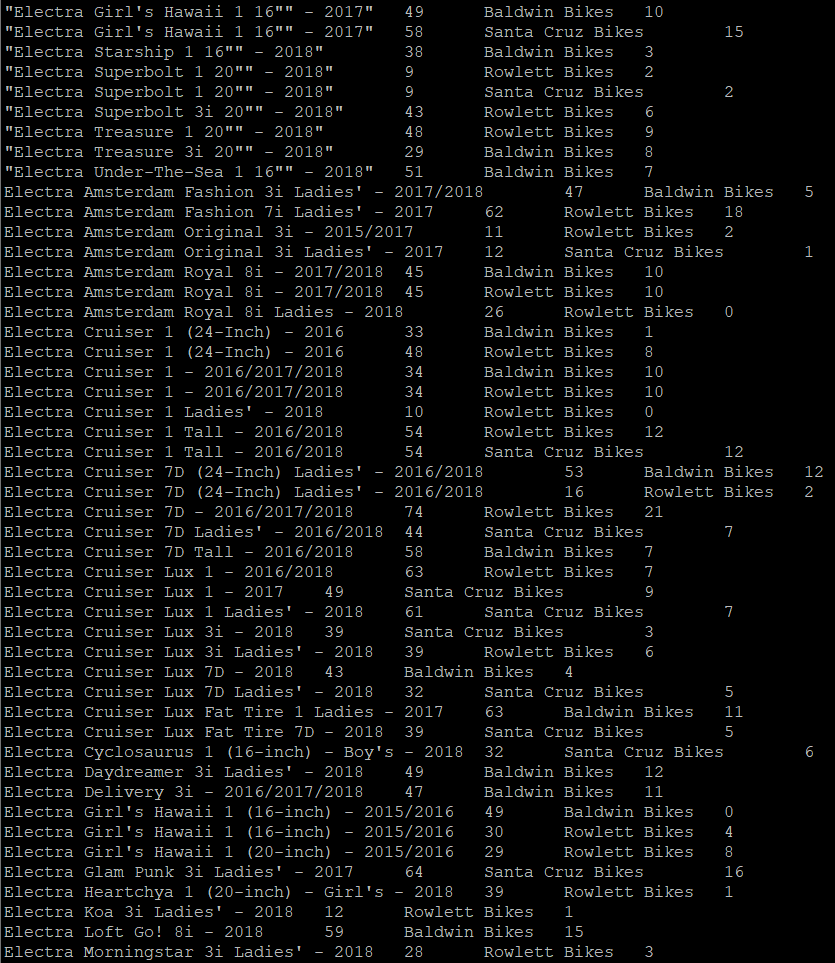 "Electra Girl's Hawaii 1 16"" - 2017" 49 Baldwin Bikes 10
"Electra Girl's Hawaii 1 16"" - 2017" 58 Santa Cruz Bikes 15
"Electra Starship 1 16"" - 2018" 38 Baldwin Bikes 3
"Electra Superbolt 1 20"" - 2018" 9 Rowlett Bikes 2
"Electra Superbolt 1 20"" - 2018" 9 Santa Cruz Bikes 2
"Electra Superbolt 3i 20"" - 2018" 43 Rowlett Bikes 6
"Electra Treasure 1 20"" - 2018" 48 Rowlett Bikes 9
"Electra Treasure 3i 20"" - 2018" 29 Baldwin Bikes 8
"Electra Under-The-Sea 1 16"" - 2018" 51 Baldwin Bikes 7
Electra Amsterdam Fashion 3i Ladies' - 2017/2018 47 Baldwin Bikes 5
Electra Amsterdam Fashion 7i Ladies' - 2017 62 Rowlett Bikes 18
Electra Amsterdam Original 3i - 2015/2017 11 Rowlett Bikes 2
Electra Amsterdam Original 3i Ladies' - 2017 12 Santa Cruz Bikes 1
Electra Amsterdam Royal 8i - 2017/2018 45 Baldwin Bikes 10
Electra Amsterdam Royal 8i - 2017/2018 45 Rowlett Bikes 10
Electra Amsterdam Royal 8i Ladies - 2018 26 Rowlett Bikes 0
Electra Cruiser 1 (24-Inch) - 2016 33 Baldwin Bikes 1
Electra Cruiser 1 (24-Inch) - 2016 48 Rowlett Bikes 8
Electra Cruiser 1 - 2016/2017/2018 34 Baldwin Bikes 10
Electra Cruiser 1 - 2016/2017/2018 34 Rowlett Bikes 10
Electra Cruiser 1 Ladies' - 2018 10 Rowlett Bikes 0
Electra Cruiser 1 Tall - 2016/2018 54 Rowlett Bikes 12
Electra Cruiser 1 Tall - 2016/2018 54 Santa Cruz Bikes 12
Electra Cruiser 7D (24-Inch) Ladies' - 2016/2018 53 Baldwin Bikes 12
Electra Cruiser 7D (24-Inch) Ladies' - 2016/2018 16 Rowlett Bikes 2
Electra Cruiser 7D - 2016/2017/2018 74 Rowlett Bikes 21
Electra Cruiser 7D Ladies' - 2016/2018 44 Santa Cruz Bikes 7
Electra Cruiser 7D Tall - 2016/2018 58 Baldwin Bikes 7
Electra Cruiser Lux 1 - 2016/2018 63 Rowlett Bikes 7
Electra Cruiser Lux 1 - 2017 49 Santa Cruz Bikes 9
Electra Cruiser Lux 1 Ladies' - 2018 61 Santa Cruz Bikes 7
Electra Cruiser Lux 3i - 2018 39 Santa Cruz Bikes 3
Electra Cruiser Lux 3i Ladies' - 2018 39 Rowlett Bikes 6
Electra Cruiser Lux 7D - 2018 43 Baldwin Bikes 4
Electra Cruiser Lux 7D Ladies' - 2018 32 Santa Cruz Bikes 5
Electra Cruiser Lux Fat Tire 1 Ladies - 2017 63 Baldwin Bikes 11
Electra Cruiser Lux Fat Tire 7D - 2018 39 Santa Cruz Bikes 5
Electra Cyclosaurus 1 (16-inch) - Boy's - 2018 32 Santa Cruz Bikes 6
Electra Daydreamer 3i Ladies' - 2018 49 Baldwin Bikes 12
Electra Delivery 3i - 2016/2017/2018 47 Baldwin Bikes 11
Electra Girl's Hawaii 1 (16-inch) - 2015/2016 49 Baldwin Bikes 0
Electra Girl's Hawaii 1 (16-inch) - 2015/2016 30 Rowlett Bikes 4
Electra Girl's Hawaii 1 (20-inch) - 2015/2016 29 Rowlett Bikes 8
Electra Glam Punk 3i Ladies' - 2017 64 Santa Cruz Bikes 16
Electra Heartchya 1 (20-inch) - Girl's - 2018 39 Rowlett Bikes 1
Electra Koa 3i Ladies' - 2018 12 Rowlett Bikes 1
Electra Loft Go! 8i - 2018 59 Baldwin Bikes 15
Electra Morningstar 3i Ladies' - 2018 28 Rowlett Bikes 3